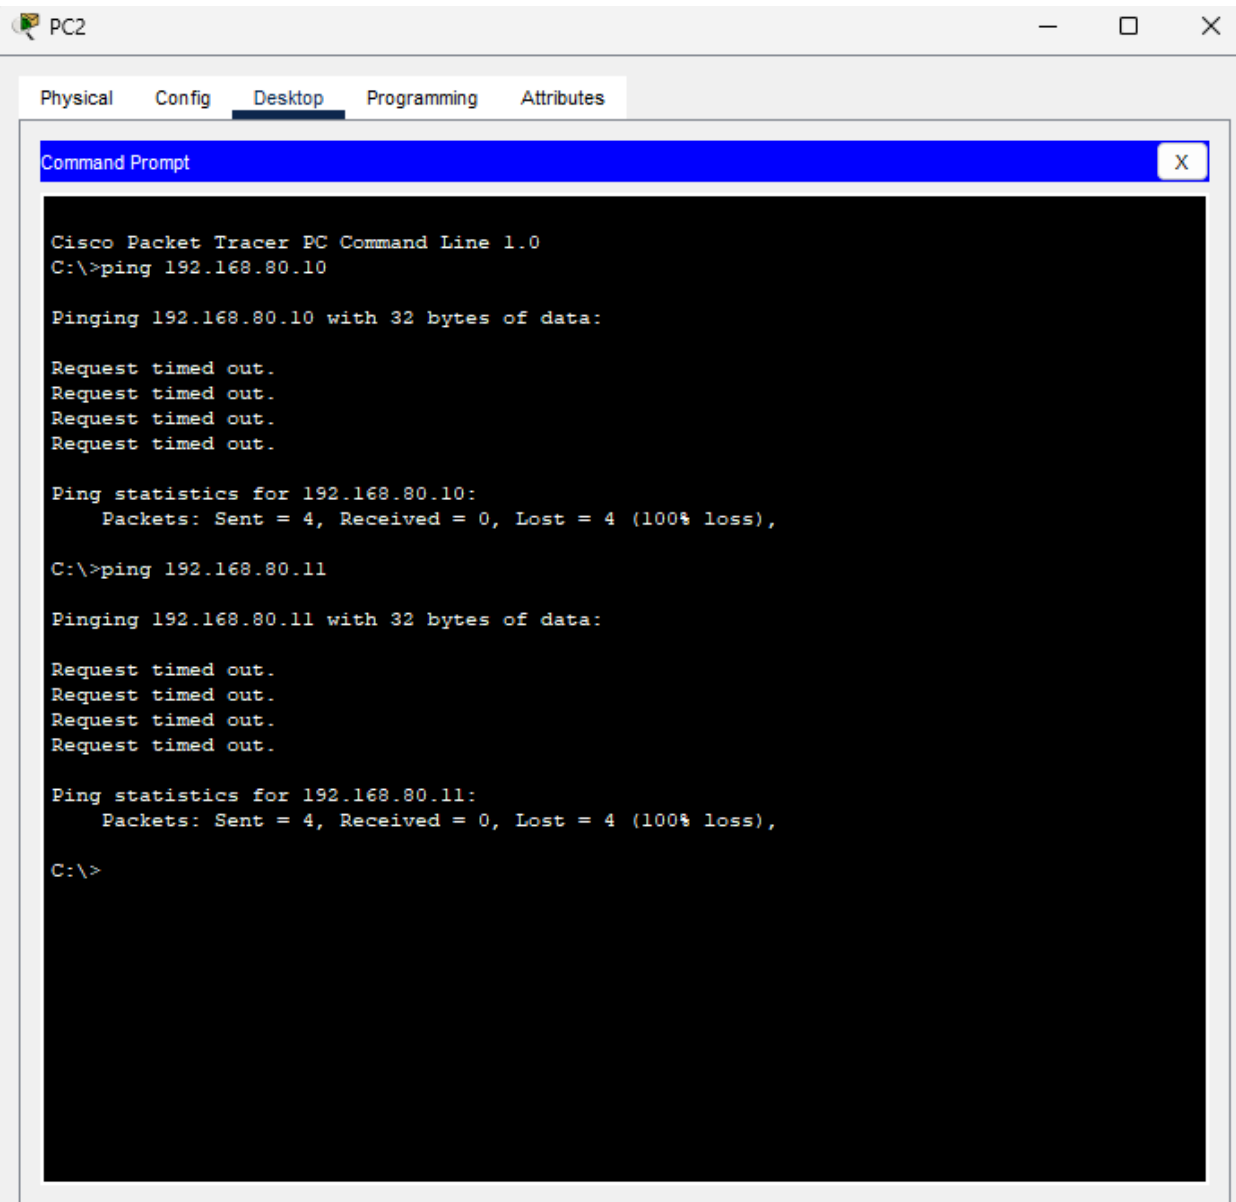 PC2
Physical Config Desktop Programming Attributes
Command Prompt
X
Cisco Packet Tracer PC Command Line 1.0
C:\>ping 192.168.80.10
Pinging 192.168.80.10 with 32 bytes of data:
Request timed out.
Request timed out.
Request timed out.
Request timed out.
Ping statistics for 192.168.80.10:
    Packets: Sent = 4, Received = 0, Lost = 4 (100% loss),
C:\>ping 192.168.80.11
Pinging 192.168.80.11 with 32 bytes of data:
Request timed out.
Request timed out.
Request timed out.
Request timed out.
Ping statistics for 192.168.80.11:
    Packets: Sent = 4, Received = 0, Lost = 4 (100% loss),
C:\>